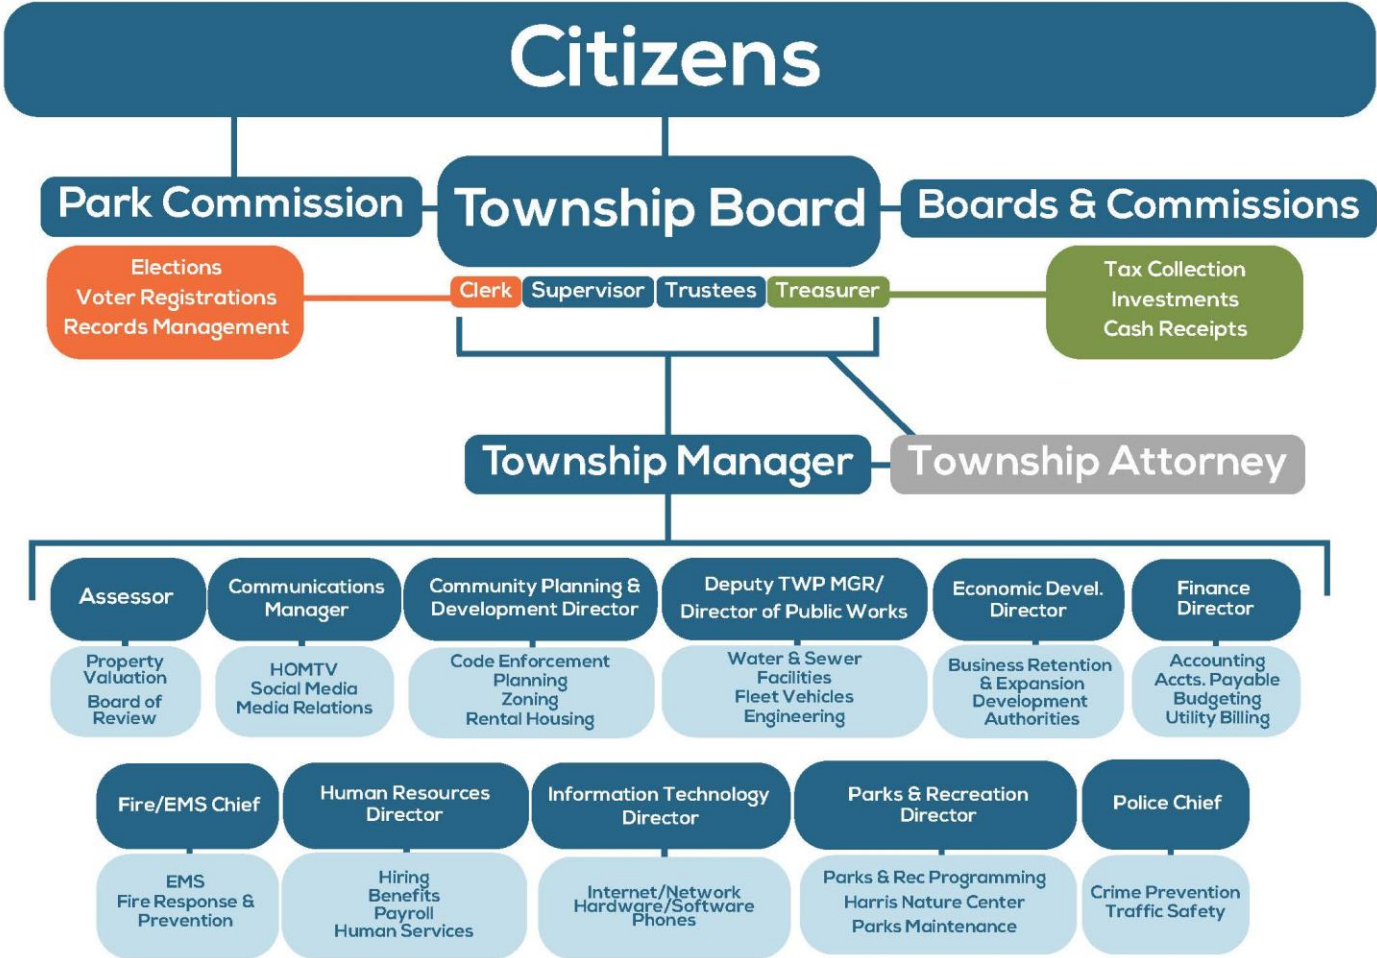 Citizens
Park Commission
Township Board
Boards & Commissions
Elections
Voter Registrations
Records Management
Clerk
Supervisor
Trustees
Treasurer
Tax Collection
Investments
Cash Receipts
Township Manager
Township Attorney
Assessor
Property
Valuation
Board of
Review
Communications
Manager
HOMTV
Social Media
Media Relations
Community Planning &
Development Director
Code Enforcement
Planning
Zoning
Rental Housing
Deputy TWP MGR/
Director of Public Works
Water & Sewer
Facilities
Fleet Vehicles
Engineering
Economic Devel.
Director
Business Retention
& Expansion
Development
Authorities
Finance
Director
Accounting
Accts. Payable
Budgeting
Utility Billing
Fire/EMS Chief
EMS
Fire Response &
Prevention
Human Resources
Director
Hiring
Benefits
Payroll
Human Services
Information Technology
Director
Internet/Network
Hardware/Software
Phones
Parks & Recreation
Director
Parks & Rec Programming
Harris Nature Center
Parks Maintenance
Police Chief
Crime Prevention
Traffic Safety